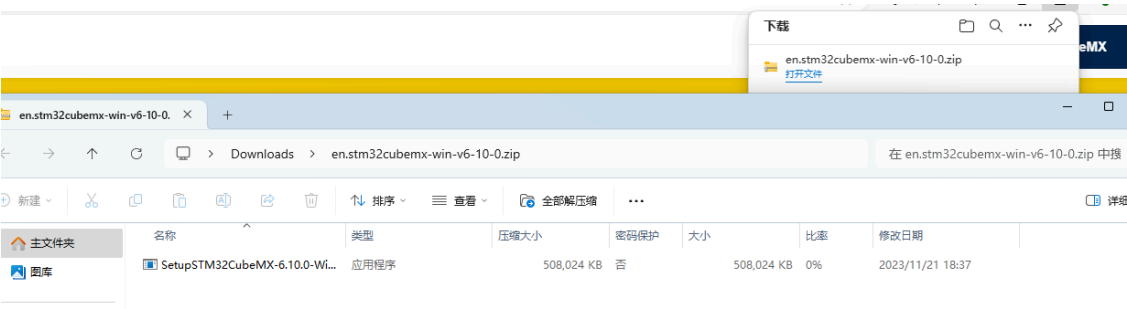 下载
eMX
en.stm32cubemx-win-v6-10-0.zip
打开文件
en.stm32cubemx-win-v6-10-0.
Downloads > en.stm32cubemx-win-v6-10-0.zip
在 en.stm32cubemx-win-v6-10-0.zip 中搜
新建 排序 查看 全部解压缩 ... 详细
主文件夹 名称 类型 压缩大小 密码保护 大小 比率 修改日期
图库 SetupSTM32CubeMX-6.10.0-Wi... 应用程序 508,024 KB 否 508,024 KB 0% 2023/11/21 18:37